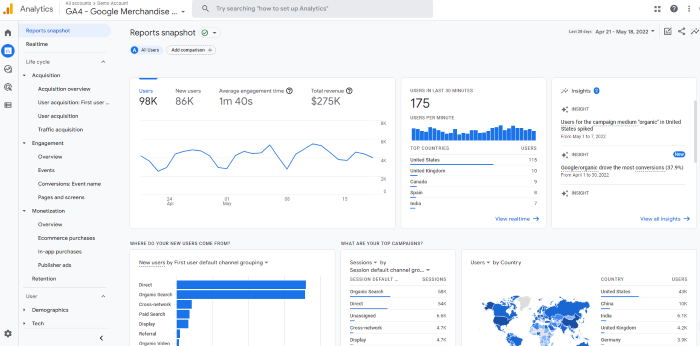 Analytics
All accounts > Demo Account
GA4 - Google Merchandise ...
Try searching "how to set up Analytics"
Reports snapshot
Realtime
Life cycle
Acquisition
Acquisition overview
User acquisition: First user ...
User acquisition
Traffic acquisition
Engagement
Overview
Events
Conversions: Event name
Pages and screens
Monetization
Overview
Ecommerce purchases
In-app purchases
Publisher ads
Retention
User
Demographics
Tech
Reports snapshot
Last 28 days Apr 21 - May 18, 2022
A All Users
Add comparison +
Users
98K
New users
86K
Average engagement time
1m 40s
Total revenue
$275K
8K
6K
4K
2K
0
24
Apr
01
May
08
15
USERS IN LAST 30 MINUTES
175
USERS PER MINUTE
TOP COUNTRIES USERS
United States 115
United Kingdom 10
Canada 9
Spain 8
India 7
View realtime
Insights
INSIGHT
Users for the campaign medium "organic" in United
States spiked
From May 1 to 7, 2022
INSIGHT
New
Google/organic drove the most conversions (37.9%)
From April 1 to 30, 2022
INSIGHT
View all insights
WHERE DO YOUR NEW USERS COME FROM?
New users by First user default channel grouping
Direct
Organic Search
Cross-network
Paid Search
Display
Referral
Organic Video
WHAT ARE YOUR TOP CAMPAIGNS?
Sessions by
Session default channel gro...
SESSION DEFAULT ... SESSIONS
Organic Search 58K
Direct 54K
Unassigned 6.6K
Cross-network 4.7K
Display 4.7K
Users by Country
COUNTRY USERS
United States 43K
China 10K
India 6.1K
United Kingdom 4.2K
Germany 3.9K